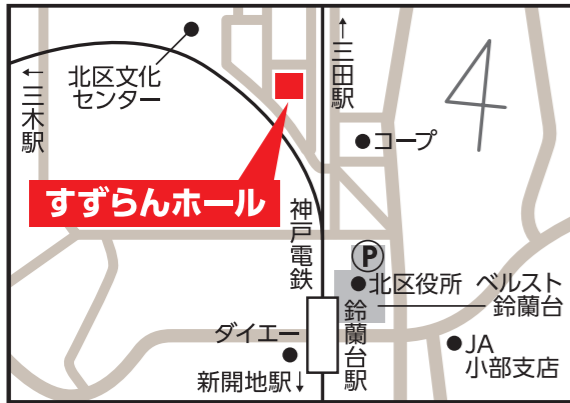 ↑三田駅
北区文化
センター
←三木駅
4
コープ
すずらんホール
神戸電鉄
P
北区役所
ベルスト
鈴蘭台
鈴蘭台駅
ダイエー
新開地駅↓
JA
小部支店